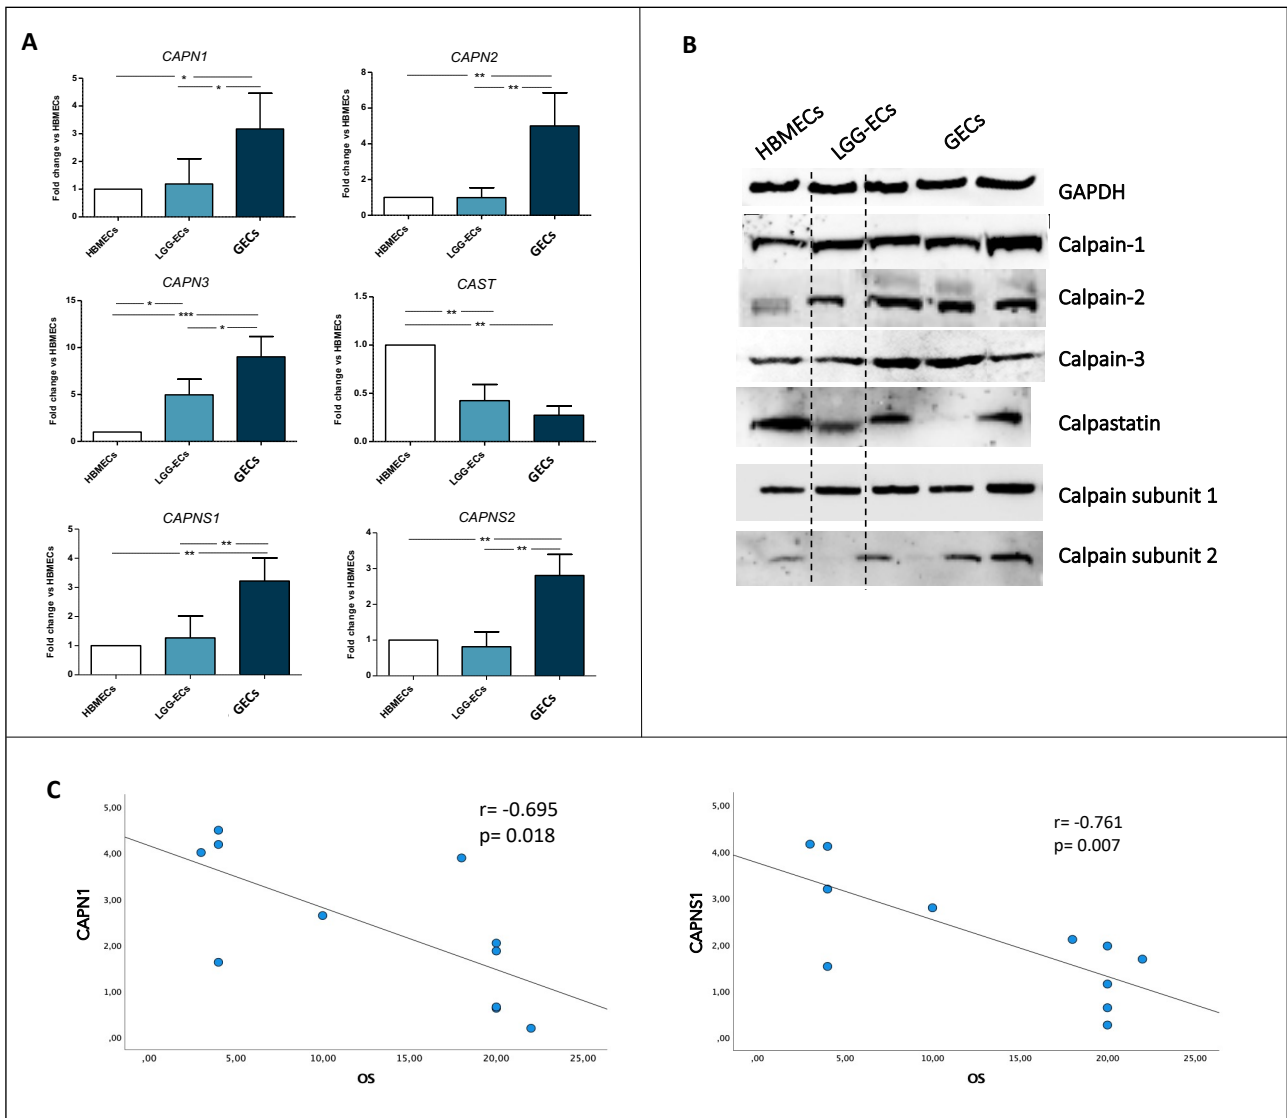 A
CAPN1
Fold change vs HBMECs
5
4
3
2
1
0
*
*
HBMECs
LGG-ECs
GECs
CAPN2
Fold change vs HBMECs
8
6
4
2
0
**
**
HBMECs
LGG-ECs
GECs
CAPN3
Fold change vs HBMECs
15
10
5
0
*
***
*
HBMECs
LGG-ECs
GECs
CAST
Fold change vs HBMECs
1.5
1.0
0.5
0.0
**
**
HBMECs
LGG-ECs
GECs
CAPNS1
Fold change vs HBMECs
5
4
3
2
1
0
**
**
HBMECs
LGG-ECs
GECs
CAPNS2
Fold change vs HBMECs
4
3
2
1
0
**
**
HBMECs
LGG-ECs
GECs
B
HBMECs
LGG-ECs
GECs
GAPDH
Calpain-1
Calpain-2
Calpain-3
Calpastatin
Calpain subunit 1
Calpain subunit 2
C
CAPN1
5,00
4,00
3,00
2,00
1,00
,00
r= -0.695
p= 0.018
,00 5,00 10,00 15,00 20,00 25,00
OS
CAPNS1
5,00
4,00
3,00
2,00
1,00
,00
r= -0.761
p= 0.007
,00 5,00 10,00 15,00 20,00 25,00
OS